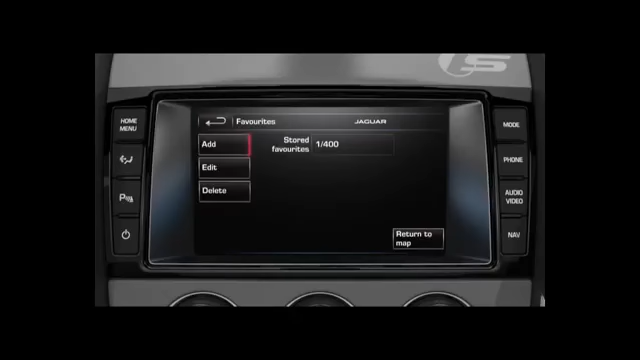 S
HOME
MENU
Favourites
JAGUAR
MODE
Add
Stored
favourites
1/400
Edit
PHONE
Delete
AUDIO
VIDEO
Return to
map
NAV